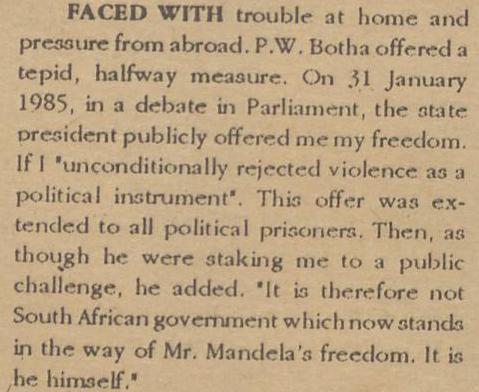 FACED WITH trouble at home and
pressure from abroad. P.W. Botha offered a
tepid, halfway measure. On 31 January
1985, in a debate in Parliament, the state
president publicly offered me my freedom.
If I "unconditionally rejected violence as a
political instrument". This offer was ex-
tended to all political prisoners. Then, as
though he were staking me to a public
challenge, he added. "It is therefore not
South African government which now stands
in the way of Mr. Mandela's freedom. It is
he himself."